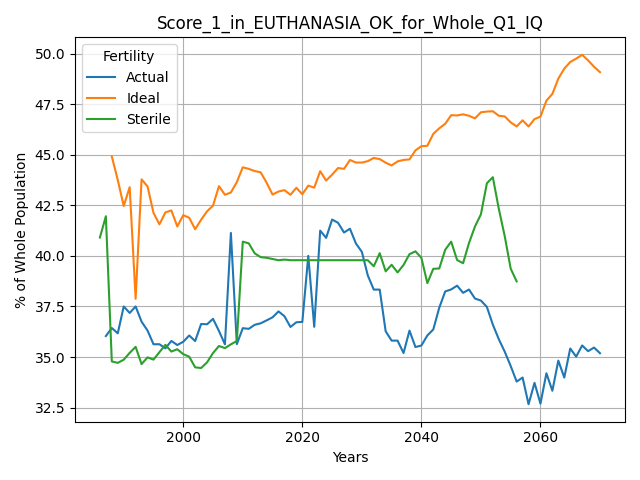 Score_1_in_EUTHANASIA_OK_for_Whole_Q1_IQ
Fertility
Actual
Ideal
Sterile
% of Whole Population
50.0
47.5
45.0
42.5
40.0
37.5
35.0
32.5
2000
2020
2040
2060
Years